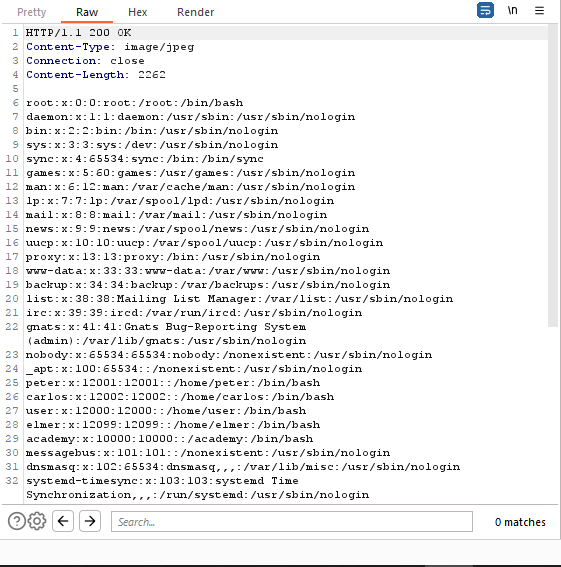 Pretty Raw Hex Render \n
1 HTTP/1.1 200 OK
2 Content-Type: image/jpeg
3 Connection: close
4 Content-Length: 2262
5
6 root:x:0:0:root:/root:/bin/bash
7 daemon:x:1:1:daemon:/usr/sbin:/usr/sbin/nologin
8 bin:x:2:2:bin:/bin:/usr/sbin/nologin
9 sys:x:3:3:sys:/dev:/usr/sbin/nologin
10 sync:x:4:65534:sync:/bin:/bin/sync
11 games:x:5:60:games:/usr/games:/usr/sbin/nologin
12 man:x:6:12:man:/var/cache/man:/usr/sbin/nologin
13 lp:x:7:7:lp:/var/spool/lpd:/usr/sbin/nologin
14 mail:x:8:8:mail:/var/mail:/usr/sbin/nologin
15 news:x:9:9:news:/var/spool/news:/usr/sbin/nologin
16 uucp:x:10:10:uucp:/var/spool/uucp:/usr/sbin/nologin
17 proxy:x:13:13:proxy:/bin:/usr/sbin/nologin
18 www-data:x:33:33:www-data:/var/www:/usr/sbin/nologin
19 backup:x:34:34:backup:/var/backups:/usr/sbin/nologin
20 list:x:38:38:Mailing List Manager:/var/list:/usr/sbin/nologin
21 irc:x:39:39:ircd:/var/run/ircd:/usr/sbin/nologin
22 gnats:x:41:41:Gnats Bug-Reporting System
(admin):/var/lib/gnats:/usr/sbin/nologin
23 nobody:x:65534:65534:nobody:/nonexistent:/usr/sbin/nologin
24 _apt:x:100:65534::/nonexistent:/usr/sbin/nologin
25 peter:x:12001:12001::/home/peter:/bin/bash
26 carlos:x:12002:12002::/home/carlos:/bin/bash
27 user:x:12000:12000::/home/user:/bin/bash
28 elmer:x:12099:12099::/home/elmer:/bin/bash
29 academy:x:10000:10000::/academy:/bin/bash
30 messagebus:x:101:101::/nonexistent:/usr/sbin/nologin
31 dnsmasq:x:102:65534:dnsmasq,,,:/var/lib/misc:/usr/sbin/nologin
32 systemd-timesync:x:103:103:systemd Time
Synchronization,,,:/run/systemd:/usr/sbin/nologin
Search... 0 matches